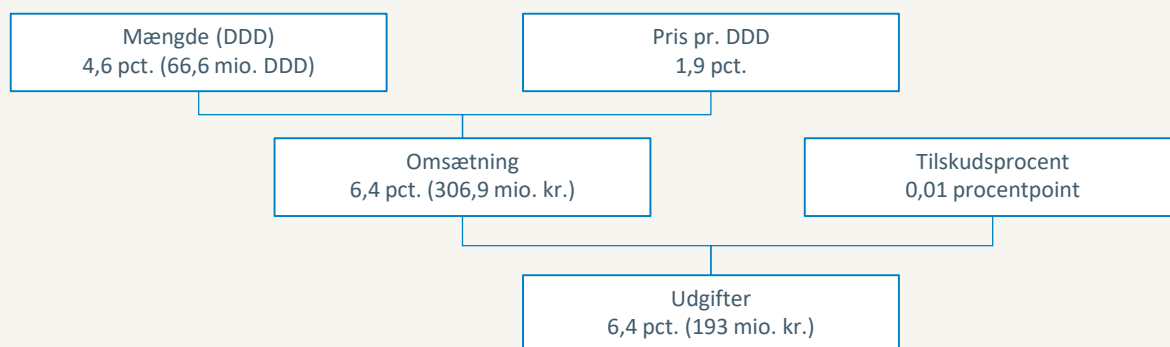 Mængde (DDD)
4,6 pct. (66,6 mio. DDD)
Pris pr. DDD
1,9 pct.
Omsætning
6,4 pct. (306,9 mio. kr.)
Tilskudsprocent
0,01 procentpoint
Udgifter
6,4 pct. (193 mio. kr.)